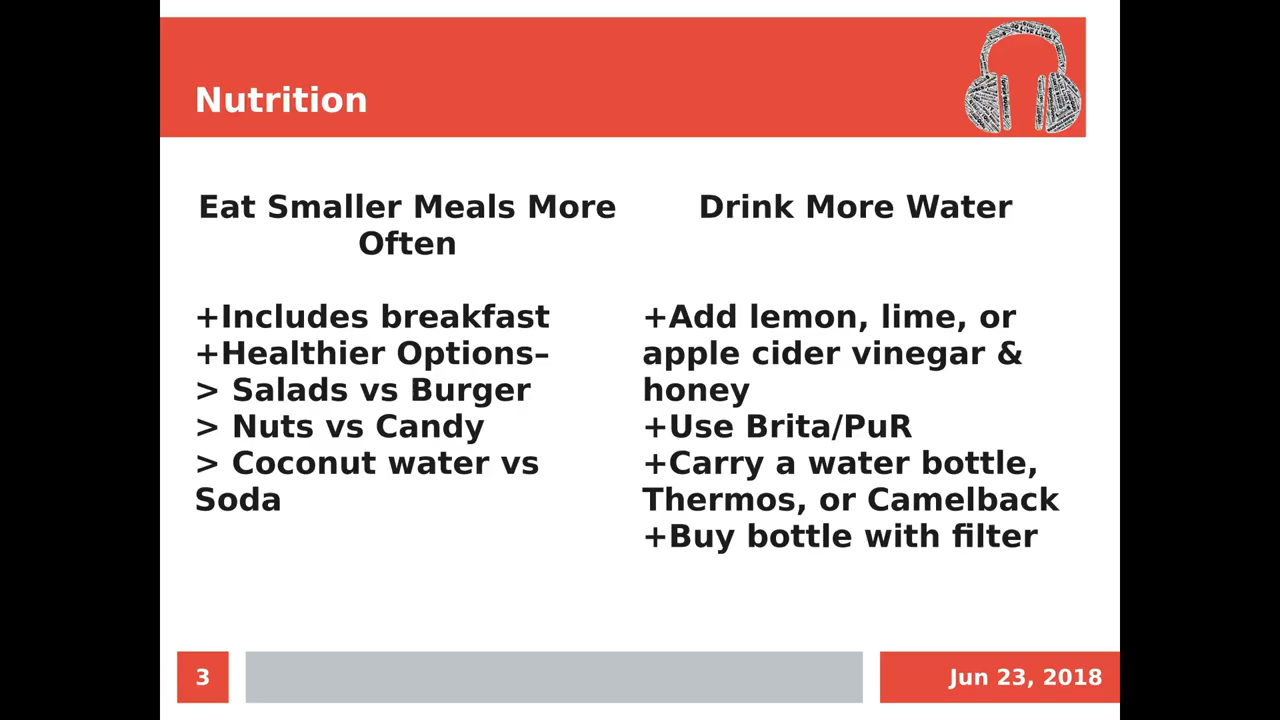 Nutrition
Eat Smaller Meals More
Often
+Includes breakfast
+Healthier Options–
> Salads vs Burger
> Nuts vs Candy
> Coconut water vs
Soda
Drink More Water
+Add lemon, lime, or
apple cider vinegar &
honey
+Use Brita/PuR
+Carry a water bottle,
Thermos, or Camelback
+Buy bottle with filter
3
Jun 23, 2018